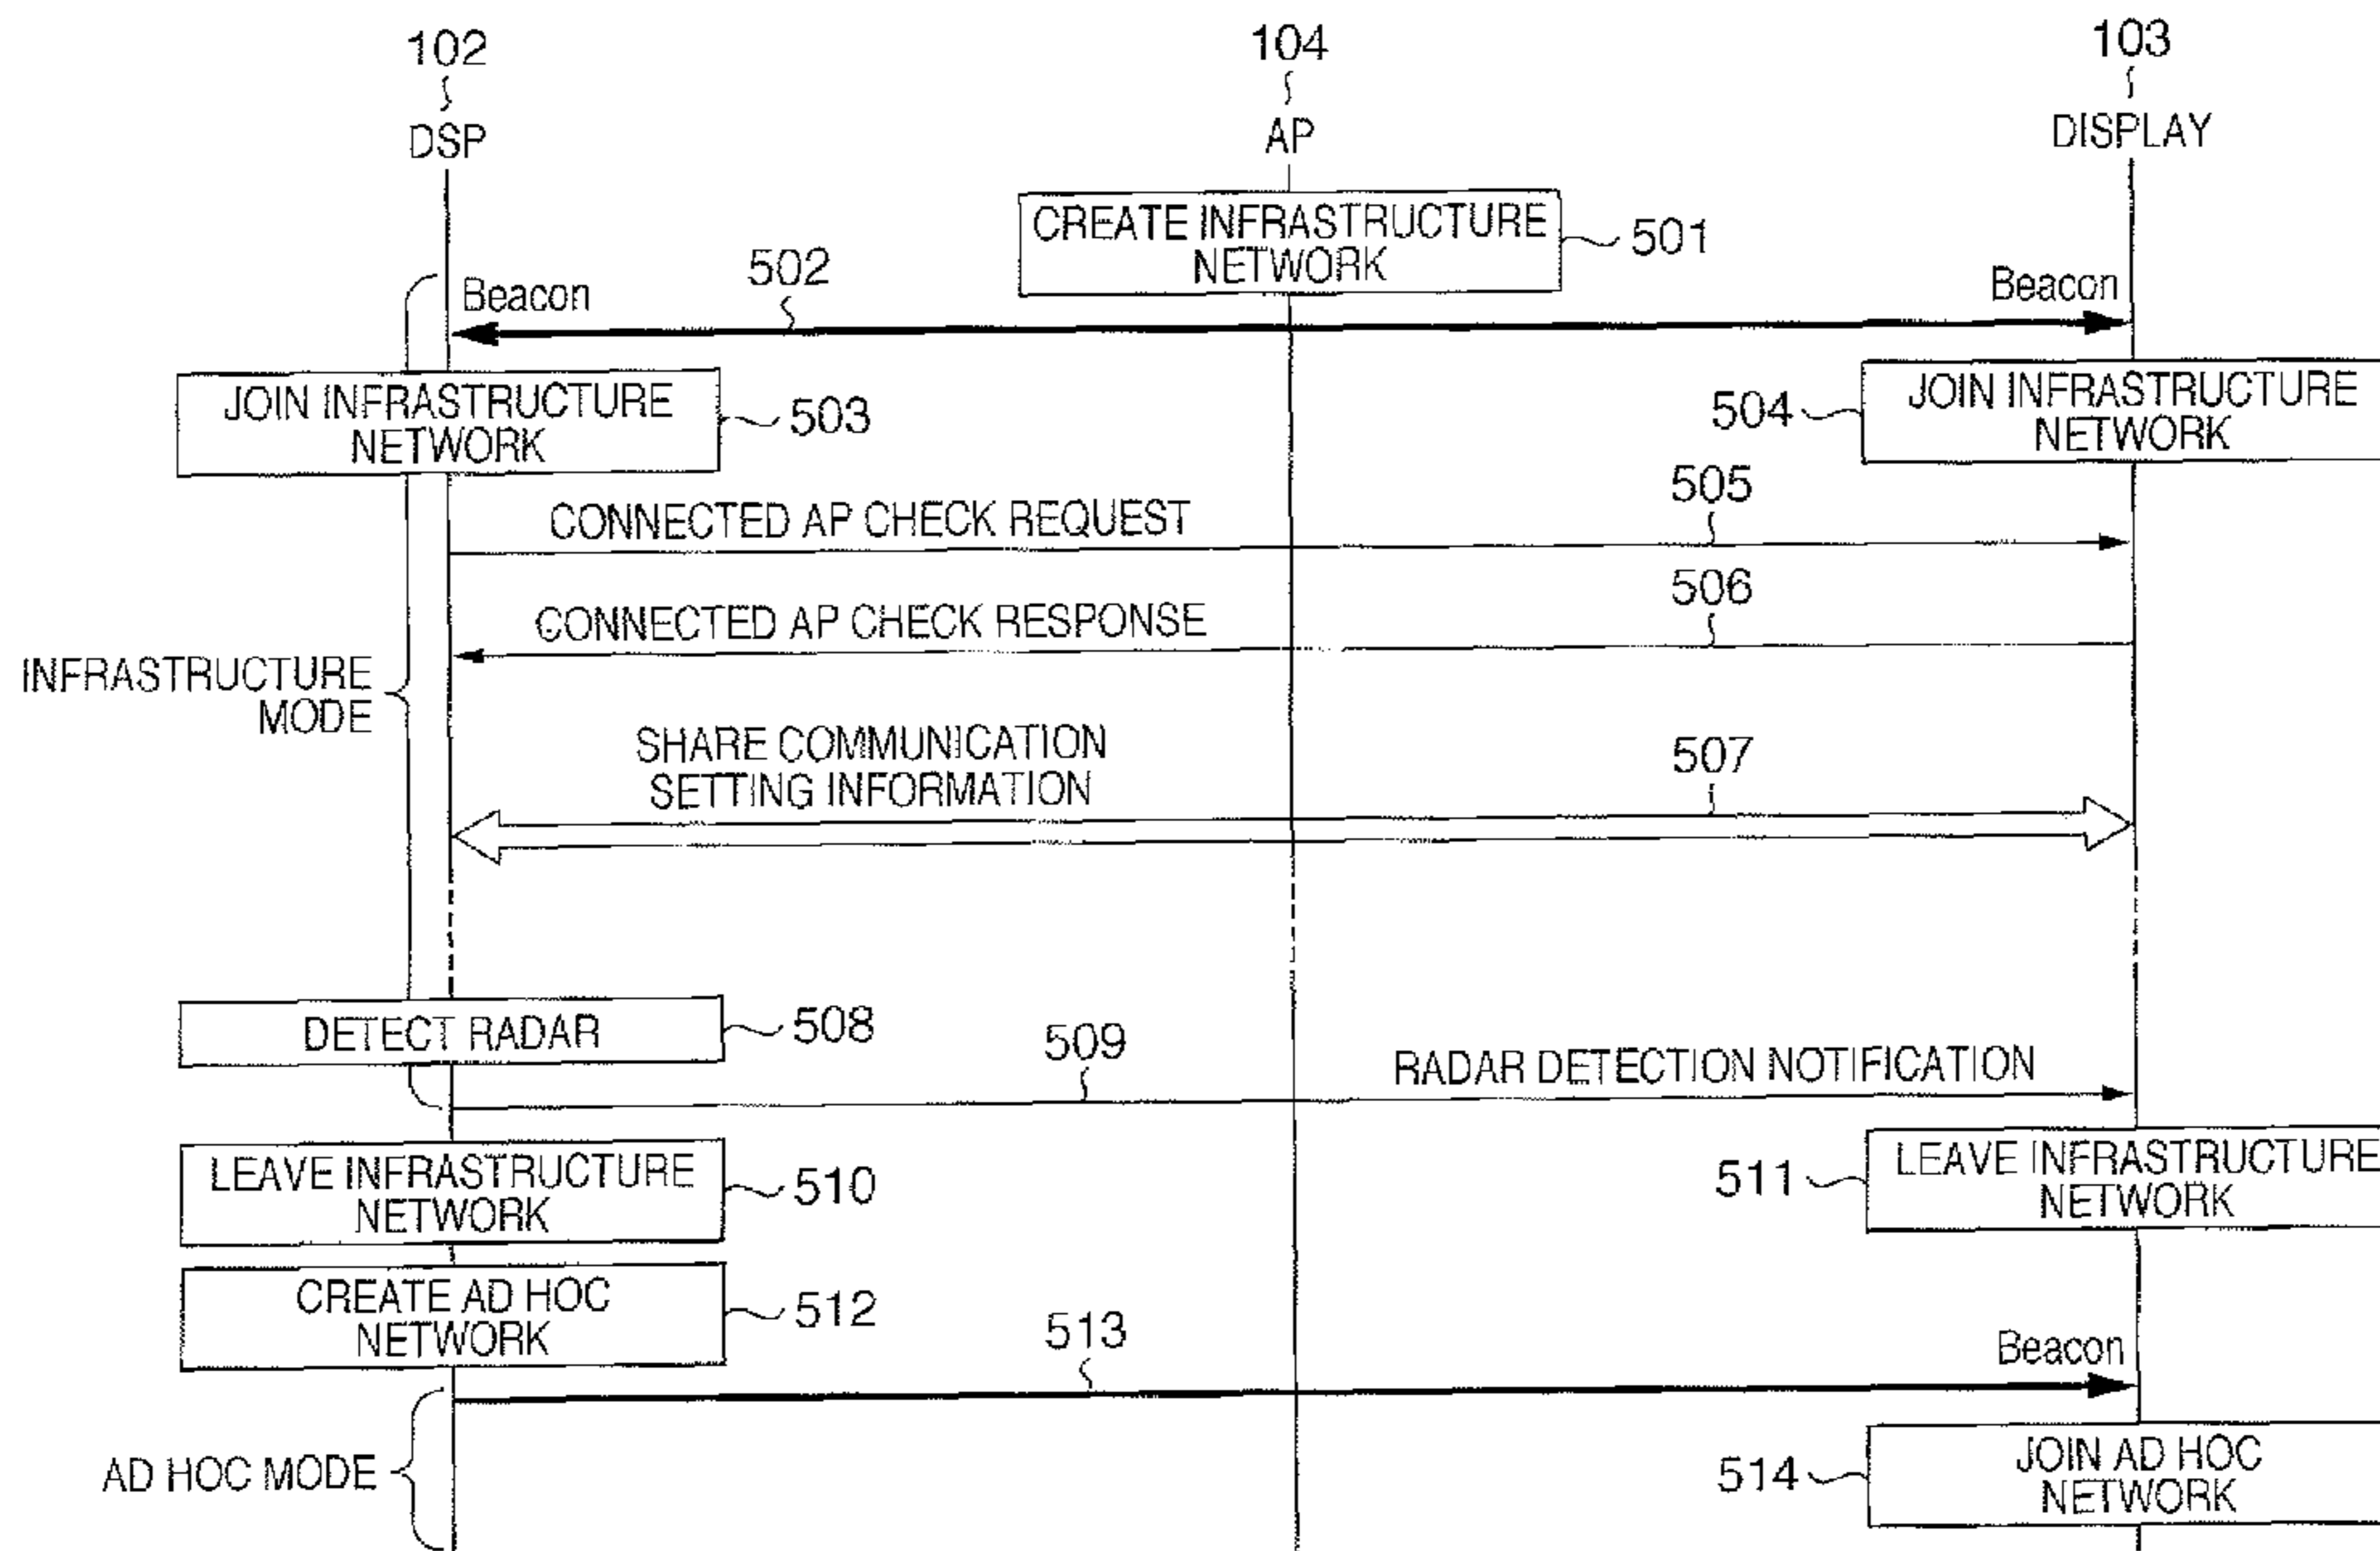 102
104
103
DSP
AP
DISPLAY
CREATE INFRASTRUCTURE
NETWORK
501
502
Beacon
Beacon
JOIN INFRASTRUCTURE
NETWORK
503
504
JOIN INFRASTRUCTURE
NETWORK
505
CONNECTED AP CHECK REQUEST
506
CONNECTED AP CHECK RESPONSE
INFRASTRUCTURE
MODE
SHARE COMMUNICATION
SETTING INFORMATION
507
DETECT RADAR
508
509
RADAR DETECTION NOTIFICATION
LEAVE INFRASTRUCTURE
NETWORK
510
511
LEAVE INFRASTRUCTURE
NETWORK
CREATE AD HOC
NETWORK
512
513
Beacon
AD HOC MODE
514
JOIN AD HOC
NETWORK